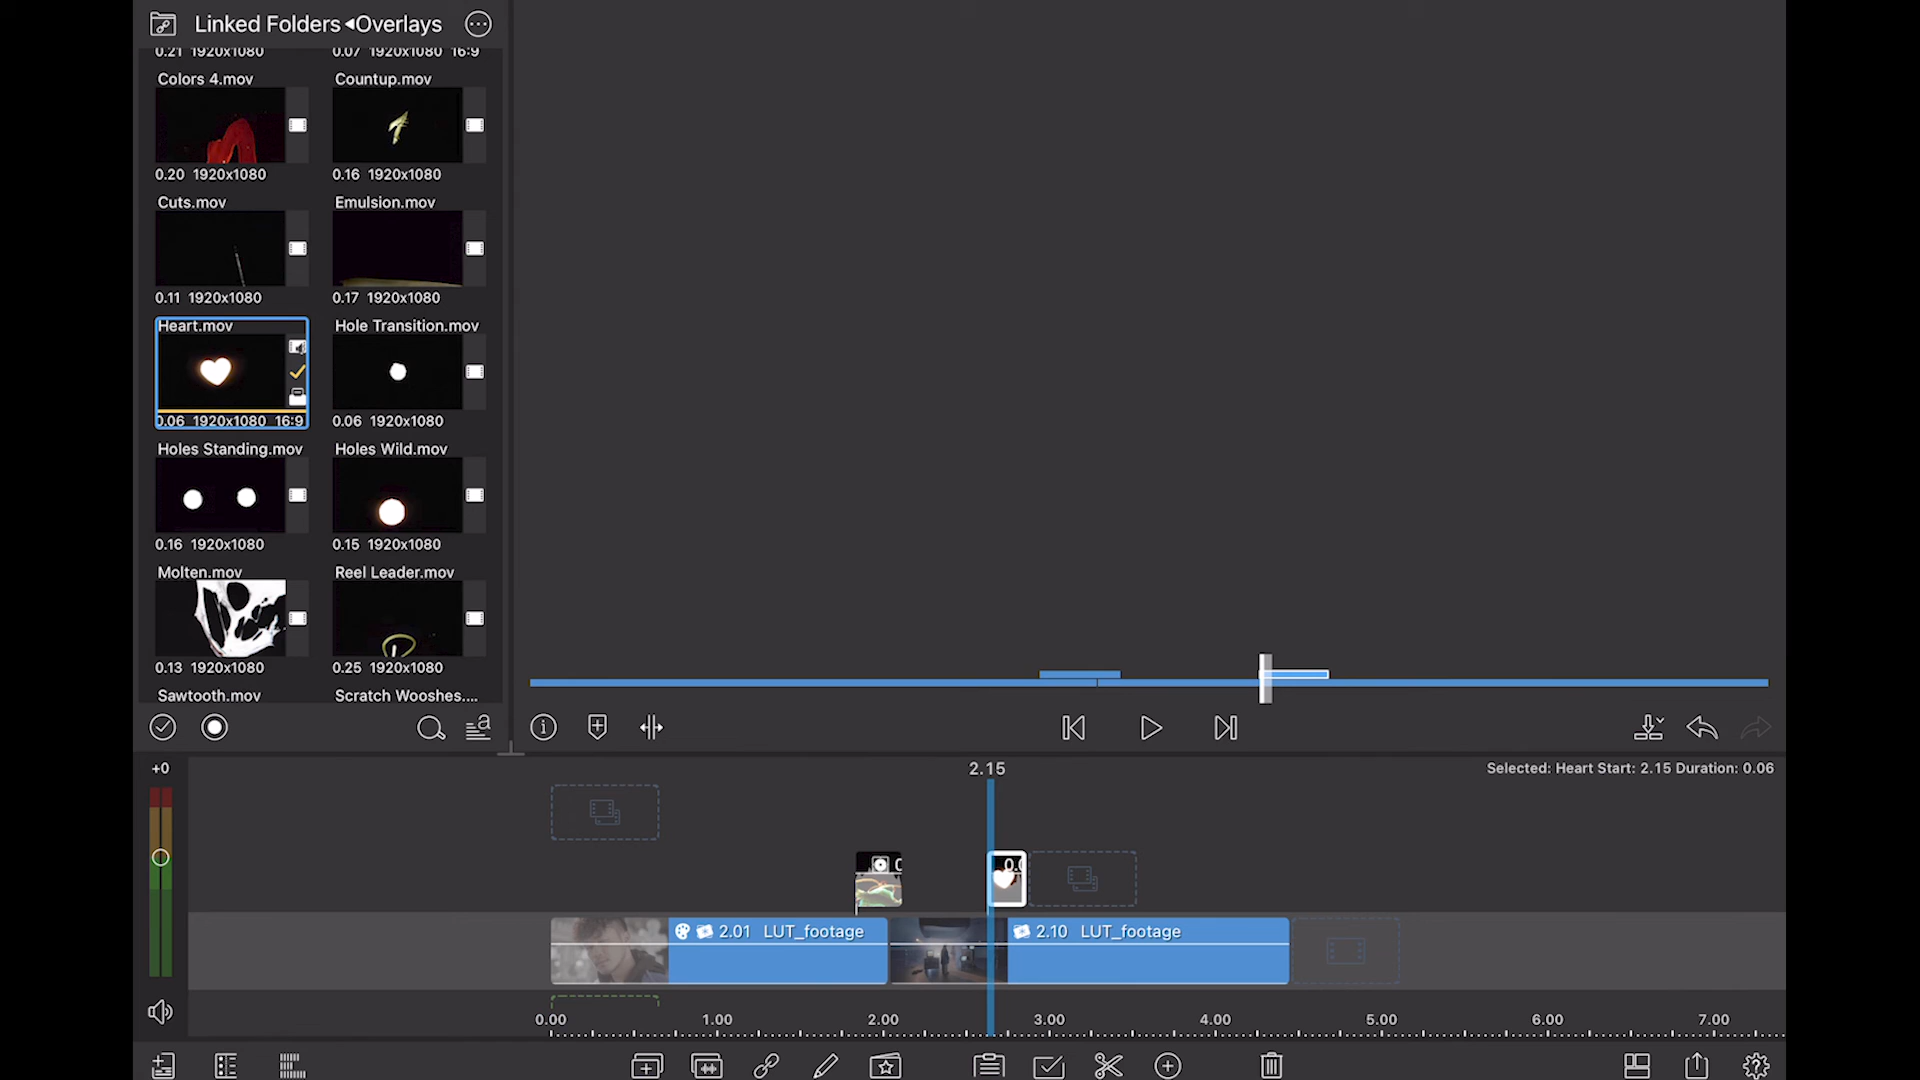 Linked Folders ◂Overlays
0.21 1920x1080
0.07 1920x1080 16:9
Colors 4.mov
Countup.mov
0.20 1920x1080
0.16 1920x1080
Cuts.mov
Emulsion.mov
0.11 1920x1080
0.17 1920x1080
Heart.mov
Hole Transition.mov
0.06 1920x1080 16:9
0.06 1920x1080
Holes Standing.mov
Holes Wild.mov
0.16 1920x1080
0.15 1920x1080
Molten.mov
Reel Leader.mov
0.13 1920x1080
0.25 1920x1080
Sawtooth.mov
Scratch Wooshes....
+0
2.15
Selected: Heart Start: 2.15 Duration: 0.06
2.01 LUT_footage
2.10 LUT_footage
0.00 1.00 2.00 3.00 4.00 5.00 6.00 7.00